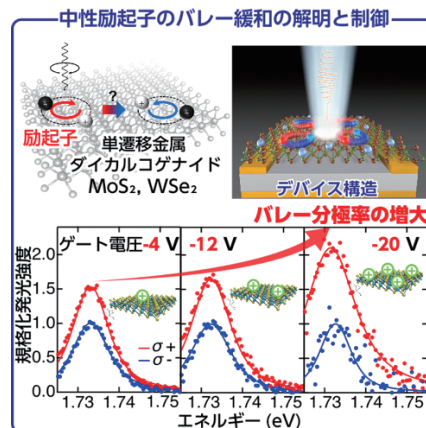 中性励起子のバレー緩和の解明と制御
?
励起子
単遷移金属
ダイカルコゲナイド
MoS₂, WSe₂
デバイス構造
バレー分極率の増大
ゲート電圧-4 V
-12 V
-20 V
規格化発光強度
2.0
1.5
1.0
0.5
0.0
σ+
σ-
1.73 1.74 1.75
1.73 1.74 1.75
1.73 1.74 1.75
エネルギー (eV)